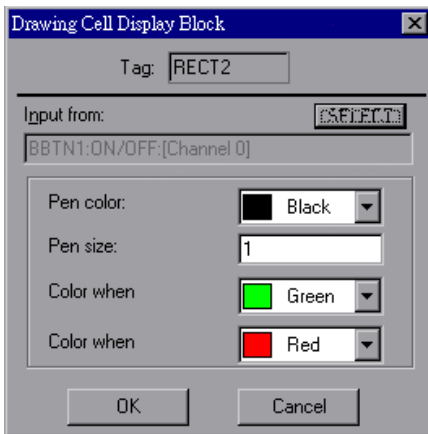 Drawing Cell Display Block
Tag: RECT2
Input from: SELECT
BBTN1:ON/OFF:[Channel 0]
Pen color: Black
Pen size: 1
Color when Green
Color when Red
OK Cancel